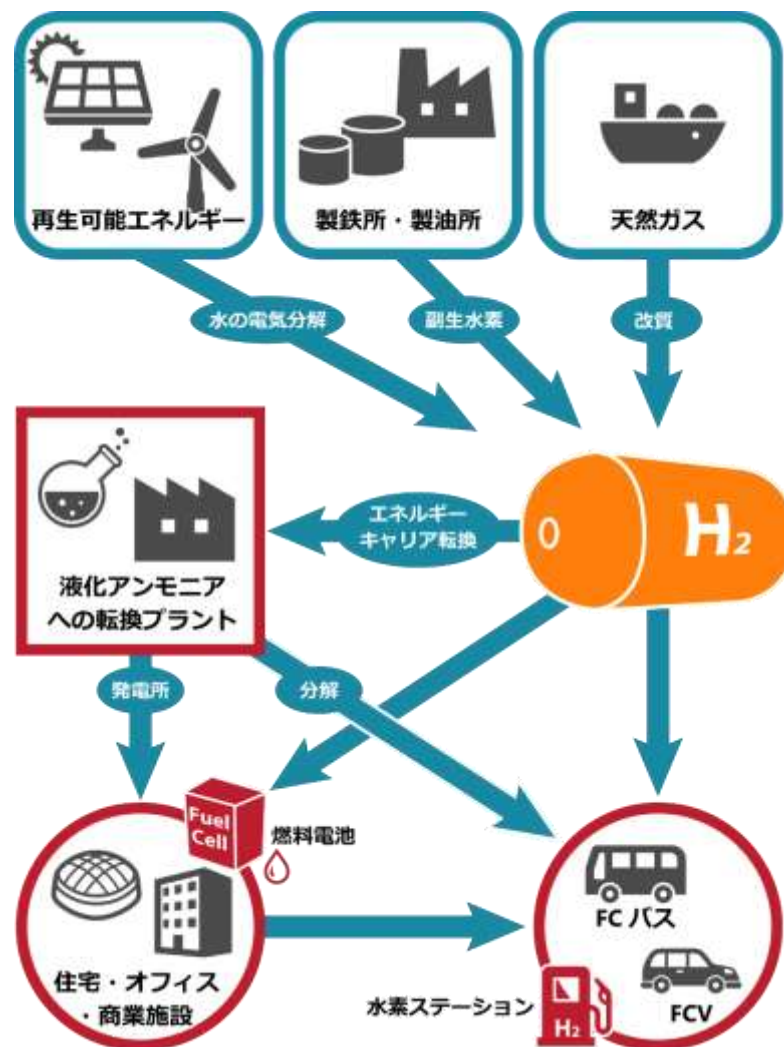 再生可能エネルギー
製鉄所・製油所
天然ガス
水の電気分解
副生水素
改質
エネルギー
キャリア転換
H2
液化アンモニア
への転換プラント
発電所
分解
Fuel
Cell
燃料電池
住宅・オフィス
・商業施設
FC バス
FCV
水素ステーション
H2